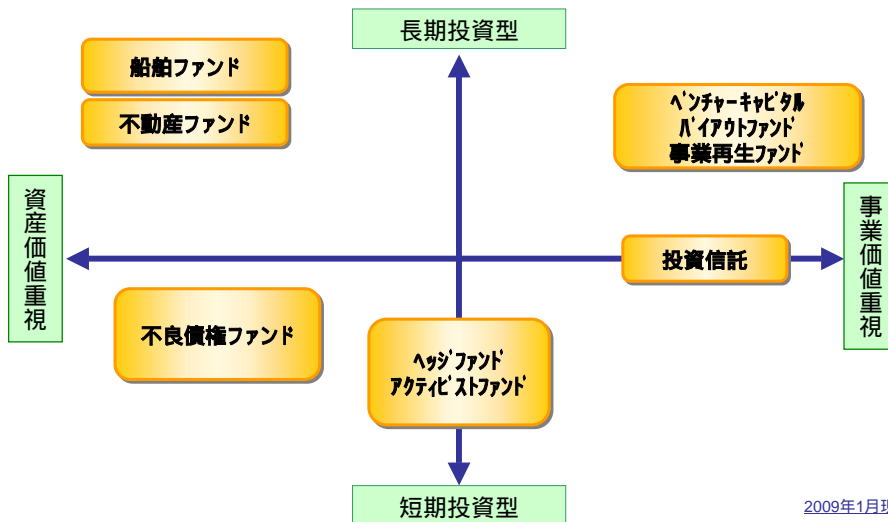 長期投資型
船舶ファンド
不動産ファンド
ﾍﾞﾝﾁｬｰｷｬﾋﾟﾀﾙ
ﾊﾞｲｱｳﾄﾌｧﾝﾄﾞ
事業再生ﾌｧﾝﾄﾞ
資産価値重視
事業価値重視
投資信託
不良債権ファンド
ﾍｯｼﾞﾌｧﾝﾄﾞ
ｱｸﾃｨﾋﾞｽﾄﾌｧﾝﾄﾞ
短期投資型
2009年1月現